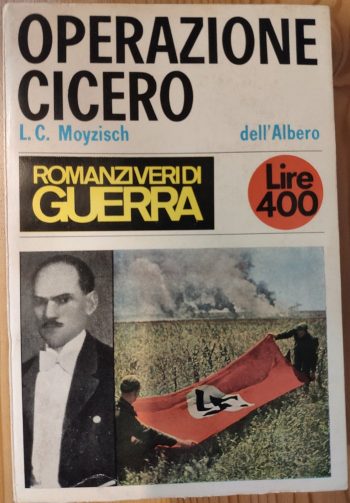 OPERAZIONE
CICERO
L. C. Moyzisch dell'Albero
ROMANZI VERI DI
GUERRA
Lire
400